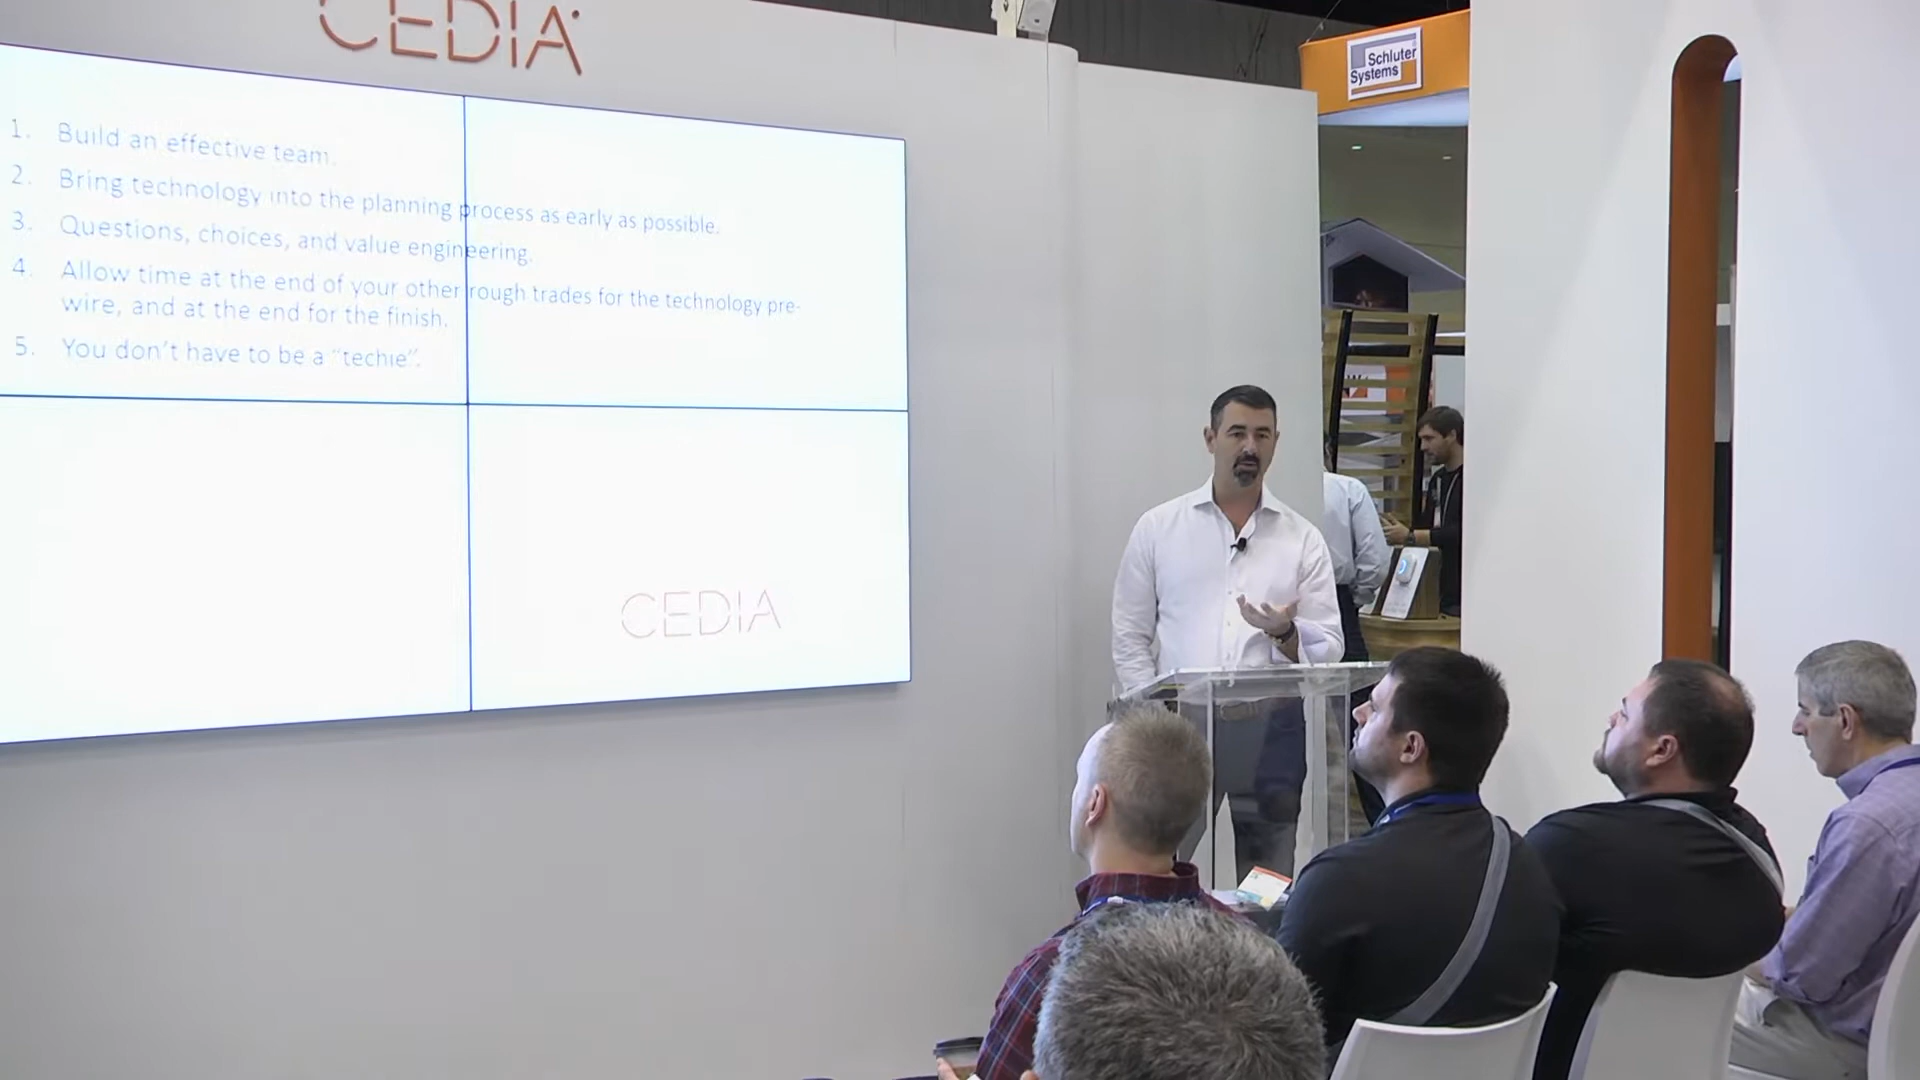 CEDIA
Schluter
Systems
1. Build an effective team.
2. Bring technology into the planning process as early as possible.
3. Questions, choices, and value engineering.
4. Allow time at the end of your other rough trades for the technology pre-
wire, and at the end for the finish.
5. You don't have to be a "techie".
CEDIA